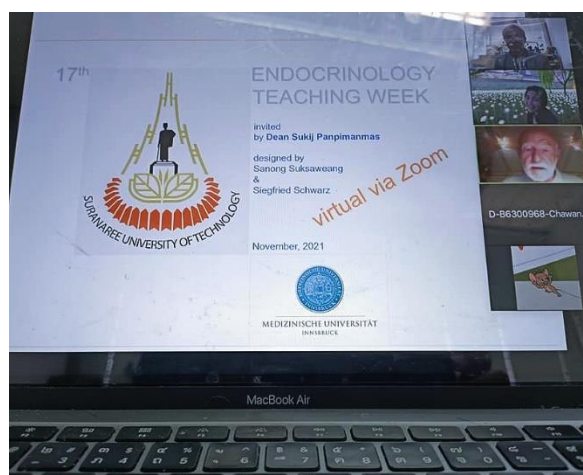 17th
ENDOCRINOLOGY
TEACHING WEEK
invited
by Dean Sukij Panpimanmas
designed by
Sanong Suksaweang
&
Siegfried Schwarz
virtual via Zoom
November, 2021
SURANAREE UNIVERSITY OF TECHNOLOGY
MEDIZINISCHE UNIVERSITÄT
INNSBRUCK
D-B6300968-Chawan
MacBook Air